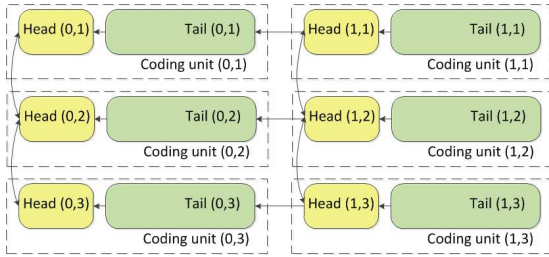 Head (0,1) Tail (0,1) Head (1,1) Tail (1,1)
Coding unit (0,1) Coding unit (1,1)
Head (0,2) Tail (0,2) Head (1,2) Tail (1,2)
Coding unit (0,2) Coding unit (1,2)
Head (0,3) Tail (0,3) Head (1,3) Tail (1,3)
Coding unit (0,3) Coding unit (1,3)